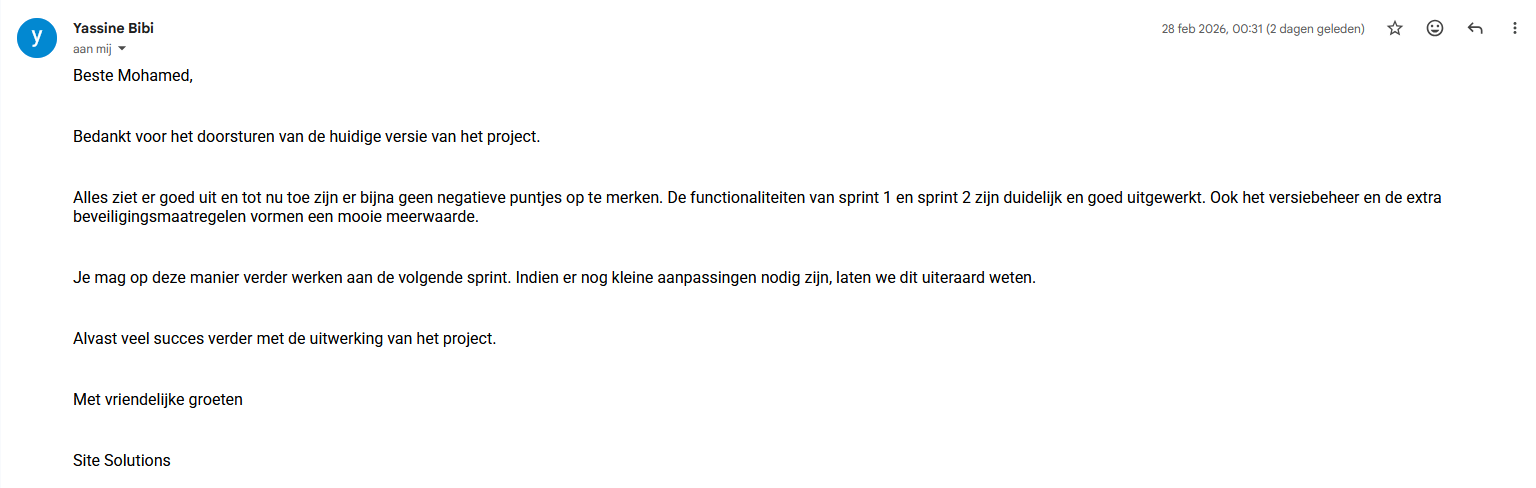 Yassine Bibi
28 feb 2026, 00:31 (2 dagen geleden)
aan mij
y
Beste Mohamed,
Bedankt voor het doorsturen van de huidige versie van het project.
Alles ziet er goed uit en tot nu toe zijn er bijna geen negatieve puntjes op te merken. De functionaliteiten van sprint 1 en sprint 2 zijn duidelijk en goed uitgewerkt. Ook het versiebeheer en de extra
beveiligingsmaatregelen vormen een mooie meerwaarde.
Je mag op deze manier verder werken aan de volgende sprint. Indien er nog kleine aanpassingen nodig zijn, laten we dit uiteraard weten.
Alvast veel succes verder met de uitwerking van het project.
Met vriendelijke groeten
Site Solutions